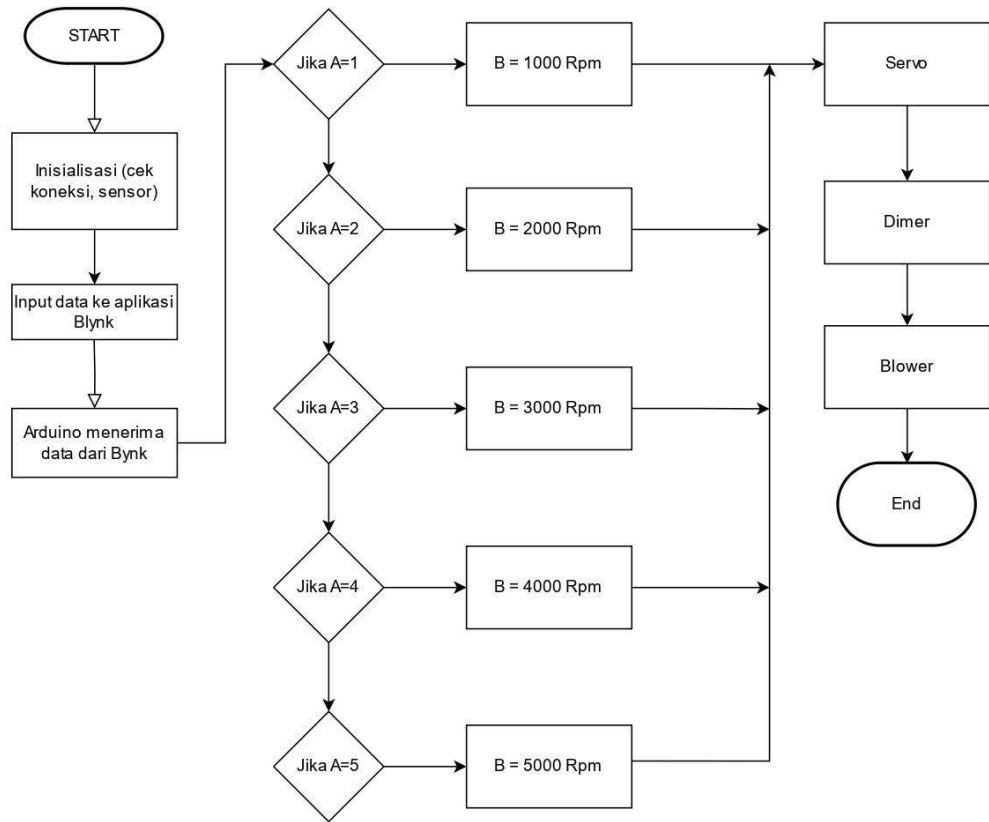 START
Inisialisasi (cek
koneksi, sensor)
Input data ke aplikasi
Blynk
Arduino menerima
data dari Bynk
Jika A=1
B = 1000 Rpm
Jika A=2
B = 2000 Rpm
Jika A=3
B = 3000 Rpm
Jika A=4
B = 4000 Rpm
Jika A=5
B = 5000 Rpm
Servo
Dimer
Blower
End